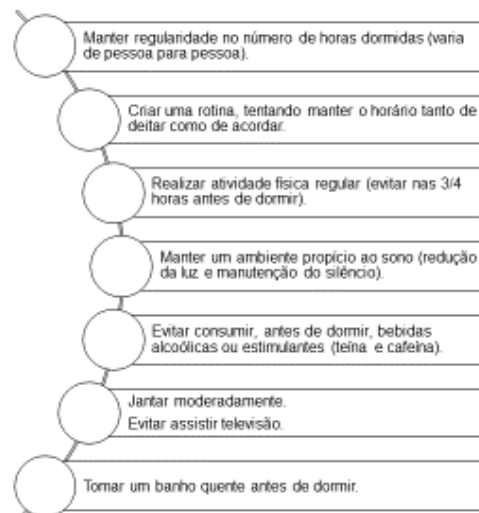 Manter regularidade no número de horas dormidas (varia
de pessoa para pessoa).
Criar uma rotina, tentando manter o horário tanto de
deitar como de acordar.
Realizar atividade física regular (evitar nas 3/4
horas antes de dormir).
Manter um ambiente propício ao sono (redução
da luz e manutenção do silêncio).
Evitar consumir, antes de dormir, bebidas
alcoólicas ou estimulantes (teína e cafeína).
Jantar moderadamente.
Evitar assistir televisão.
Tomar um banho quente antes de dormir.